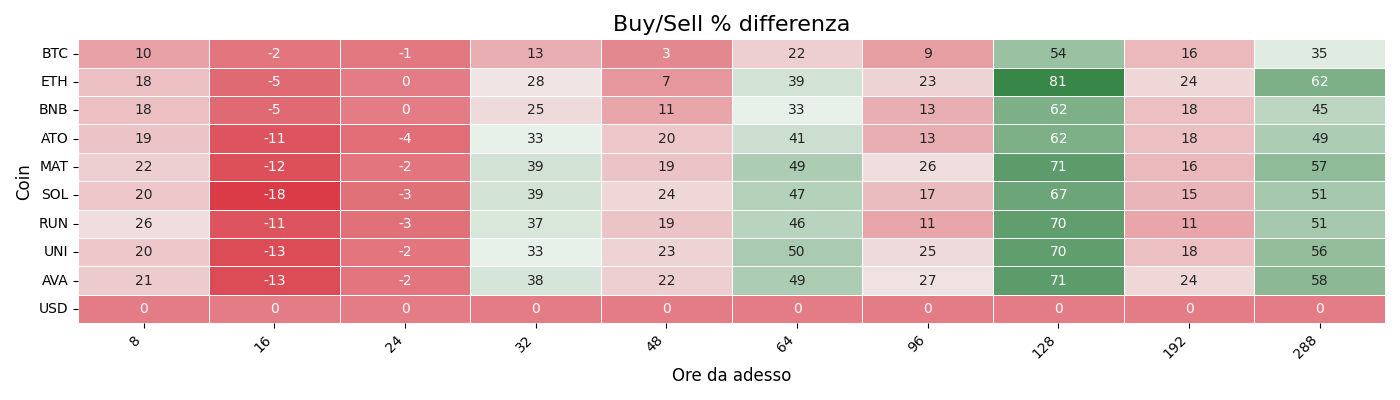 Buy/Sell % differenza
Coin
BTC 10 -2 -1 13 3 22 9 54 16 35
ETH 18 -5 0 28 7 39 23 81 24 62
BNB 18 -5 0 25 11 33 13 62 18 45
ATO 19 -11 -4 33 20 41 13 62 18 49
MAT 22 -12 -2 39 19 49 26 71 16 57
SOL 20 -18 -3 39 24 47 17 67 15 51
RUN 26 -11 -3 37 19 46 11 70 11 51
UNI 20 -13 -2 33 23 50 25 70 18 56
AVA 21 -13 -2 38 22 49 27 71 24 58
USD 0 0 0 0 0 0 0 0 0 0
8 16 24 32 48 64 96 128 192 288
Ore da adesso